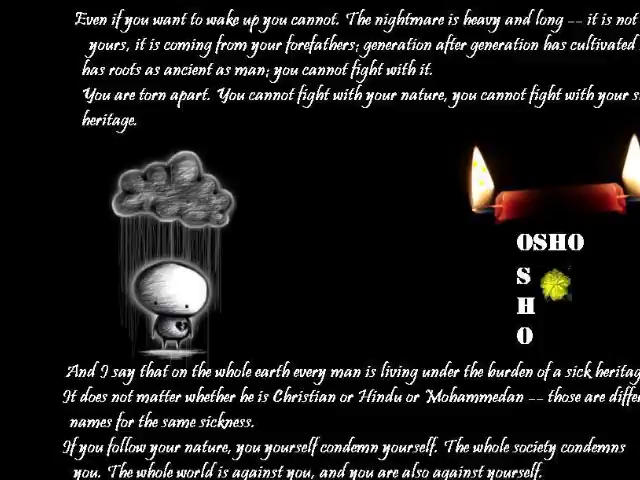 Even if you want to wake up you cannot. The nightmare is heavy and long -- it is not
yours, it is coming from your forefathers; generation after generation has cultivated
has roots as ancient as man; you cannot fight with it.
You are torn apart. You cannot fight with your nature, you cannot fight with your s
heritage.
OSHO
S
H
O
And I say that on the whole earth every man is living under the burden of a sick heritag
It does not matter whether he is Christian or Hindu or Mohammedan -- those are diffe
names for the same sickness.
If you follow your nature, you yourself condemn yourself. The whole society condemns
you. The whole world is against you, and you are also against yourself.